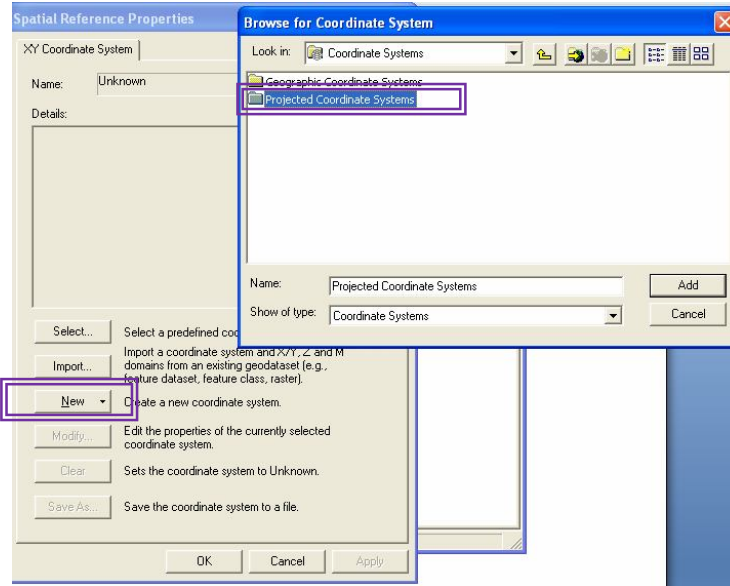 Spatial Reference Properties
XY Coordinate System
Name: Unknown
Details:
Select... Select a predefined coo
Import... Import a coordinate system and X/Y, Z and M
domains from an existing geodataset (e.g.,
feature dataset, feature class, raster).
New Create a new coordinate system.
Modify... Edit the properties of the currently selected
coordinate system.
Clear Sets the coordinate system to Unknown.
Save As... Save the coordinate system to a file.
OK Cancel Apply
Browse for Coordinate System
Look in: Coordinate Systems
Geographic Coordinate Systems
Projected Coordinate Systems
Name: Projected Coordinate Systems Add
Show of type: Coordinate Systems Cancel